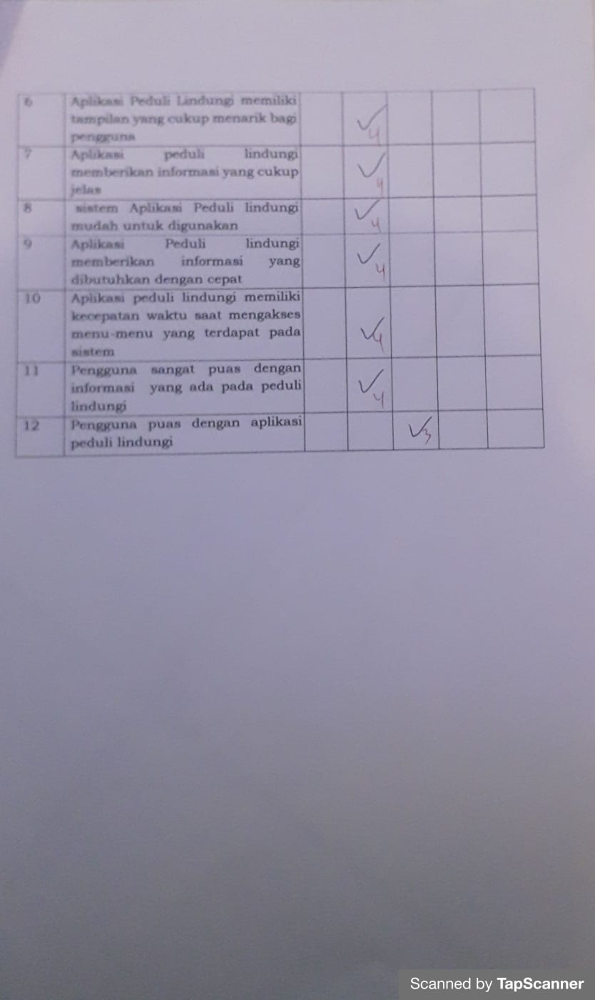 6 Aplikasi Peduli Lindungi memiliki
tampilan yang cukup menarik bagi
pengguna
✓ 4
7 Aplikasi peduli lindungi
memberikan informasi yang cukup
jelas
✓ 4
8 sistem Aplikasi Peduli lindungi
mudah untuk digunakan
✓ 4
9 Aplikasi Peduli lindungi
memberikan informasi yang
dibutuhkan dengan cepat
✓ 4
10 Aplikasi peduli lindungi memiliki
kecepatan waktu saat mengakses
menu-menu yang terdapat pada
sistem
✓ 4
11 Pengguna sangat puas dengan
informasi yang ada pada peduli
lindungi
✓ 4
12 Pengguna puas dengan aplikasi
peduli lindungi
✓ 3
Scanned by TapScanner